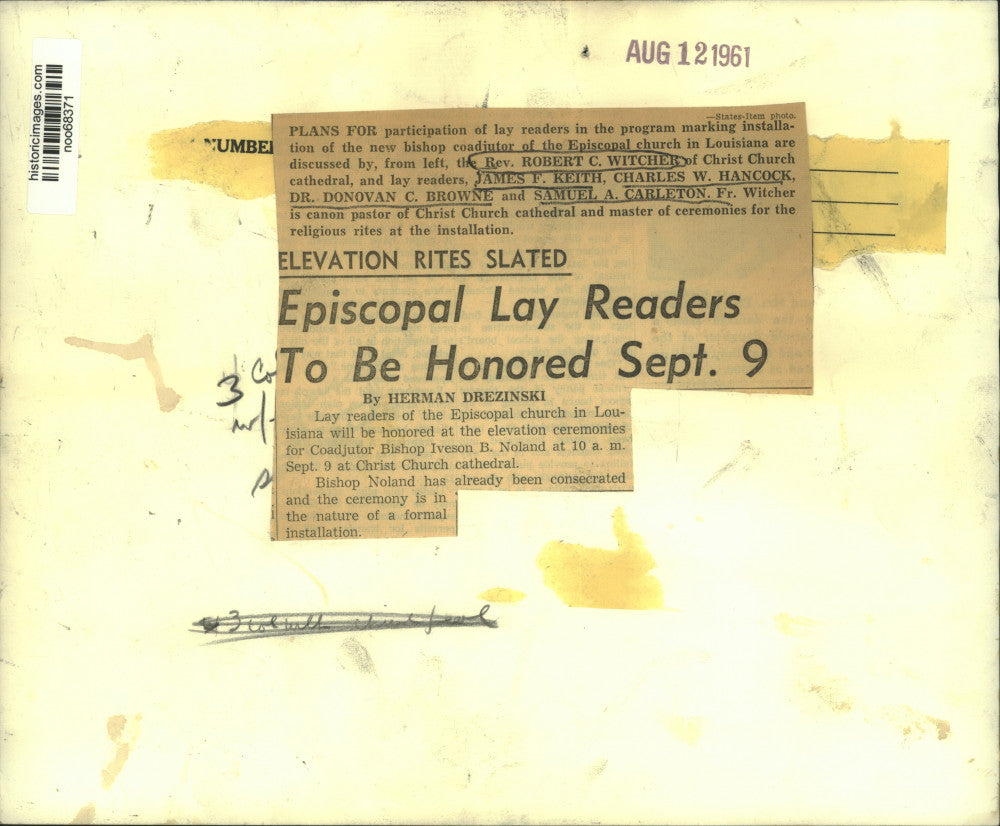 AUG 12 1961
historicimages.com
noo68371
UMBER
—States-Item photo.
PLANS FOR participation of lay readers in the program marking installa-
tion of the new bishop coadjutor of the Episcopal church in Louisiana are
discussed by, from left, the Rev. ROBERT C. WITCHER of Christ Church
cathedral, and lay readers, JAMES F. KEITH, CHARLES W. HANCOCK,
DR. DONOVAN C. BROWNE and SAMUEL A. CARLETON. Fr. Witcher
is canon pastor of Christ Church cathedral and master of ceremonies for the
religious rites at the installation.
ELEVATION RITES SLATED
Episcopal Lay Readers
To Be Honored Sept. 9
By HERMAN DREZINSKI
Lay readers of the Episcopal church in Lou-
isiana will be honored at the elevation ceremonies
for Coadjutor Bishop Iveson B. Noland at 10 a. m.
Sept. 9 at Christ Church cathedral.
Bishop Noland has already been consecrated
and the ceremony is in
the nature of a formal
installation.
3 Co
w/
3 col